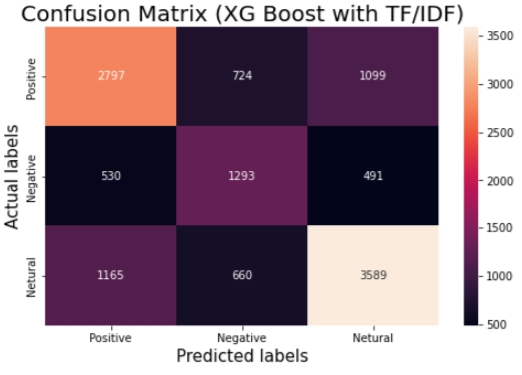 Confusion Matrix (XG Boost with TF/IDF)
Actual labels
Positive
2797 724 1099
Negative
530 1293 491
Netural
1165 660 3589
Positive Negative Netural
Predicted labels
3500
3000
2500
2000
1500
1000
500